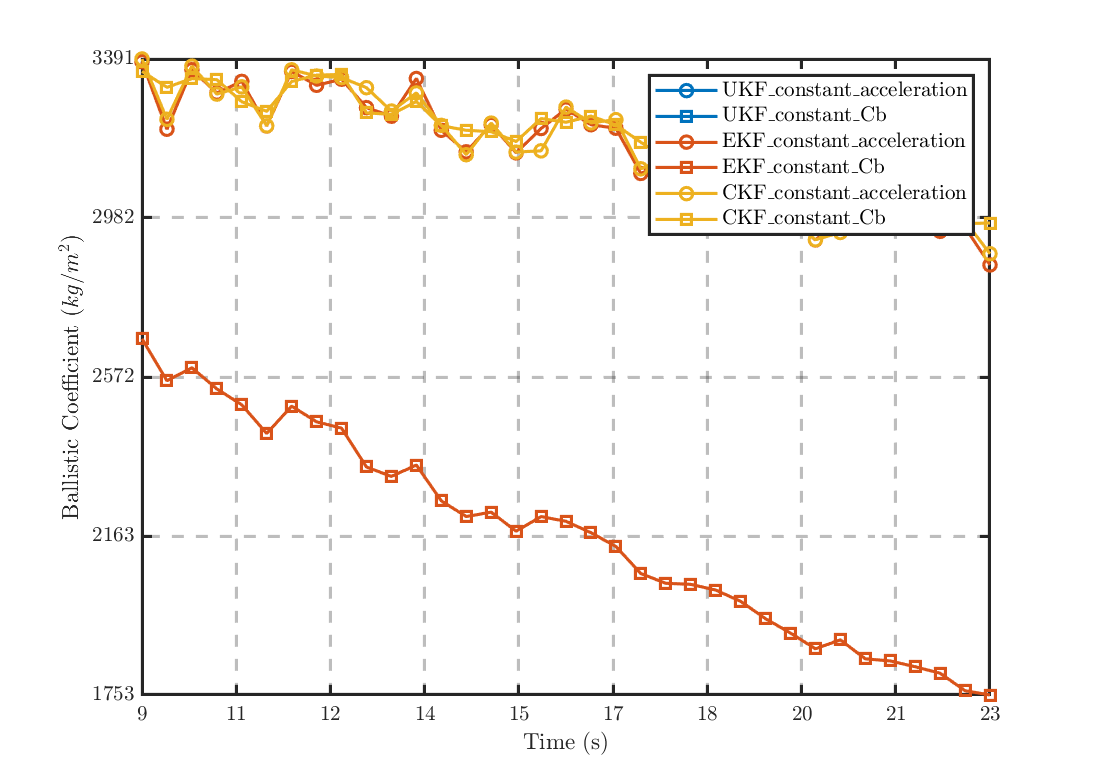 3391
2982
2572
2163
1753
Ballistic Coefficient (kg/m²)
UKF_constant_acceleration
UKF_constant_Cb
EKF_constant_acceleration
EKF_constant_Cb
CKF_constant_acceleration
CKF_constant_Cb
9 11 12 14 15 17 18 20 21 23
Time (s)